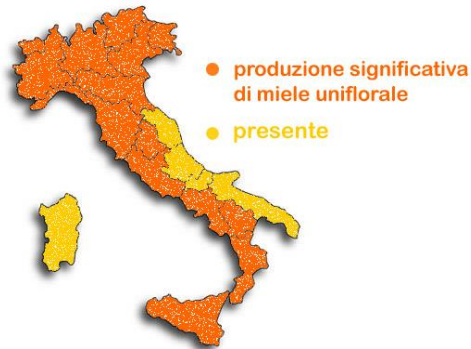 produzione significativa
di miele uniflorale
presente